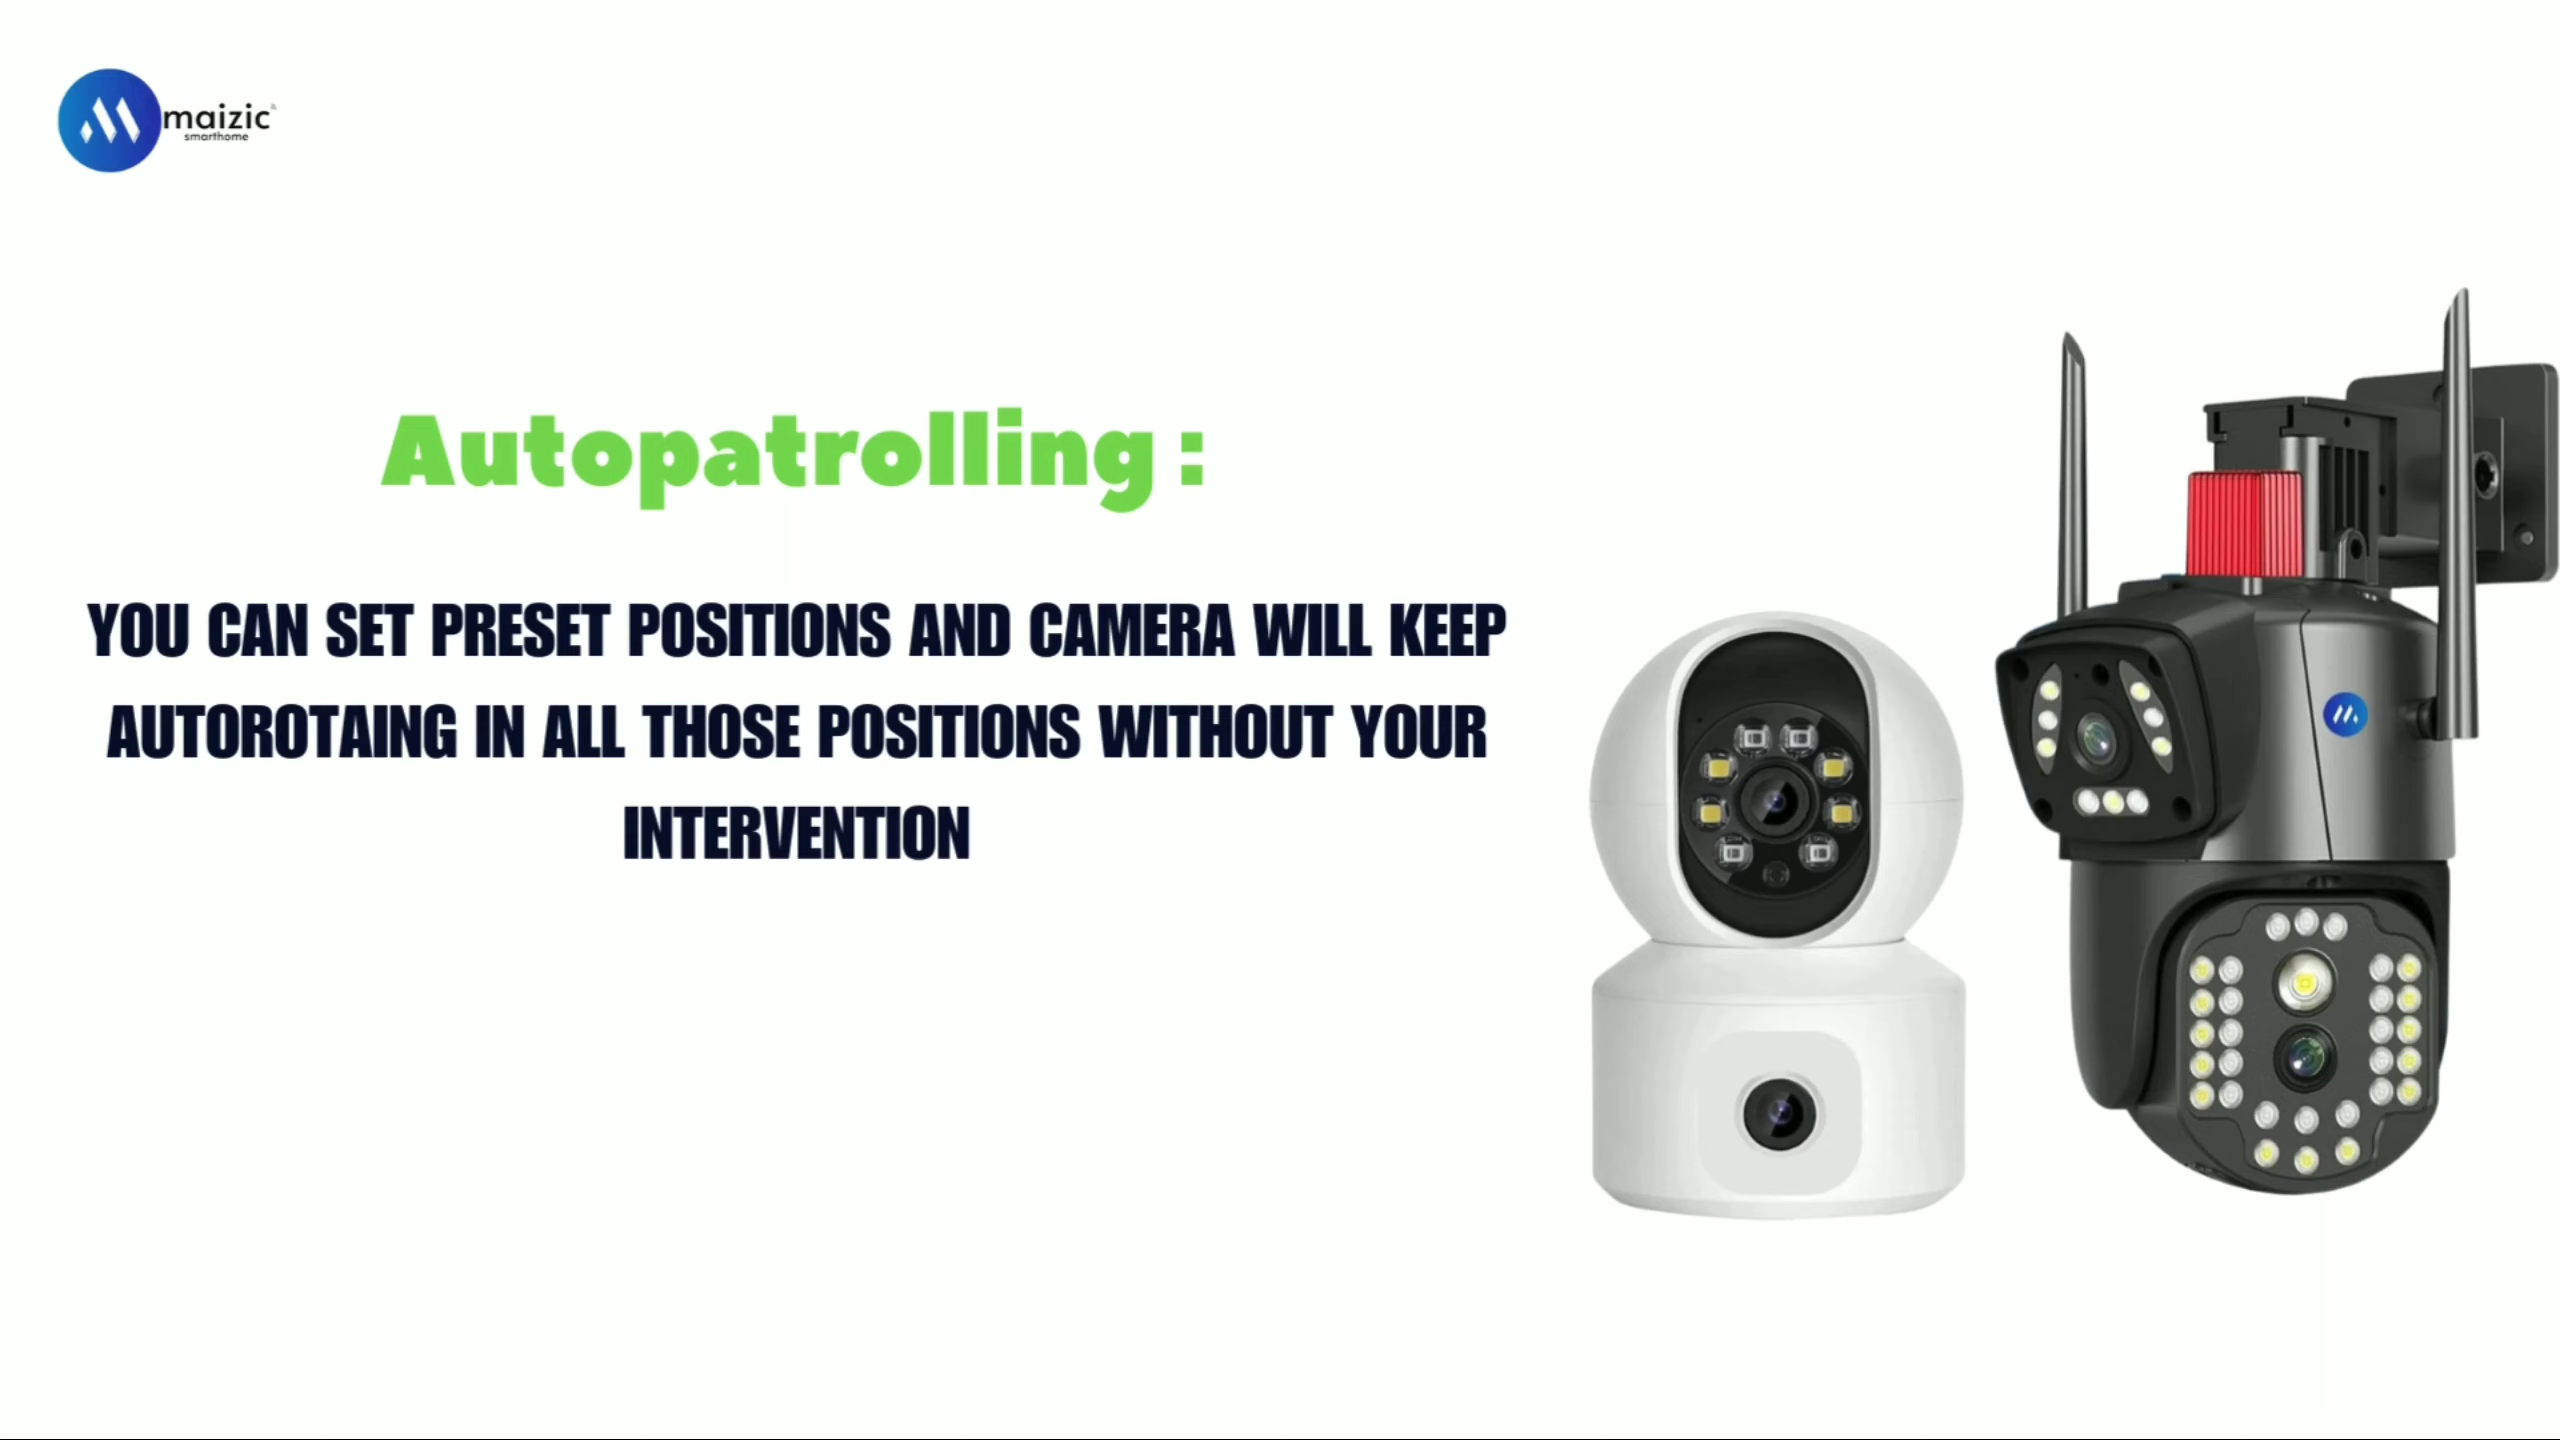 maizic
smarthome
Autopatrolling :
YOU CAN SET PRESET POSITIONS AND CAMERA WILL KEEP
AUTOROTAING IN ALL THOSE POSITIONS WITHOUT YOUR
INTERVENTION